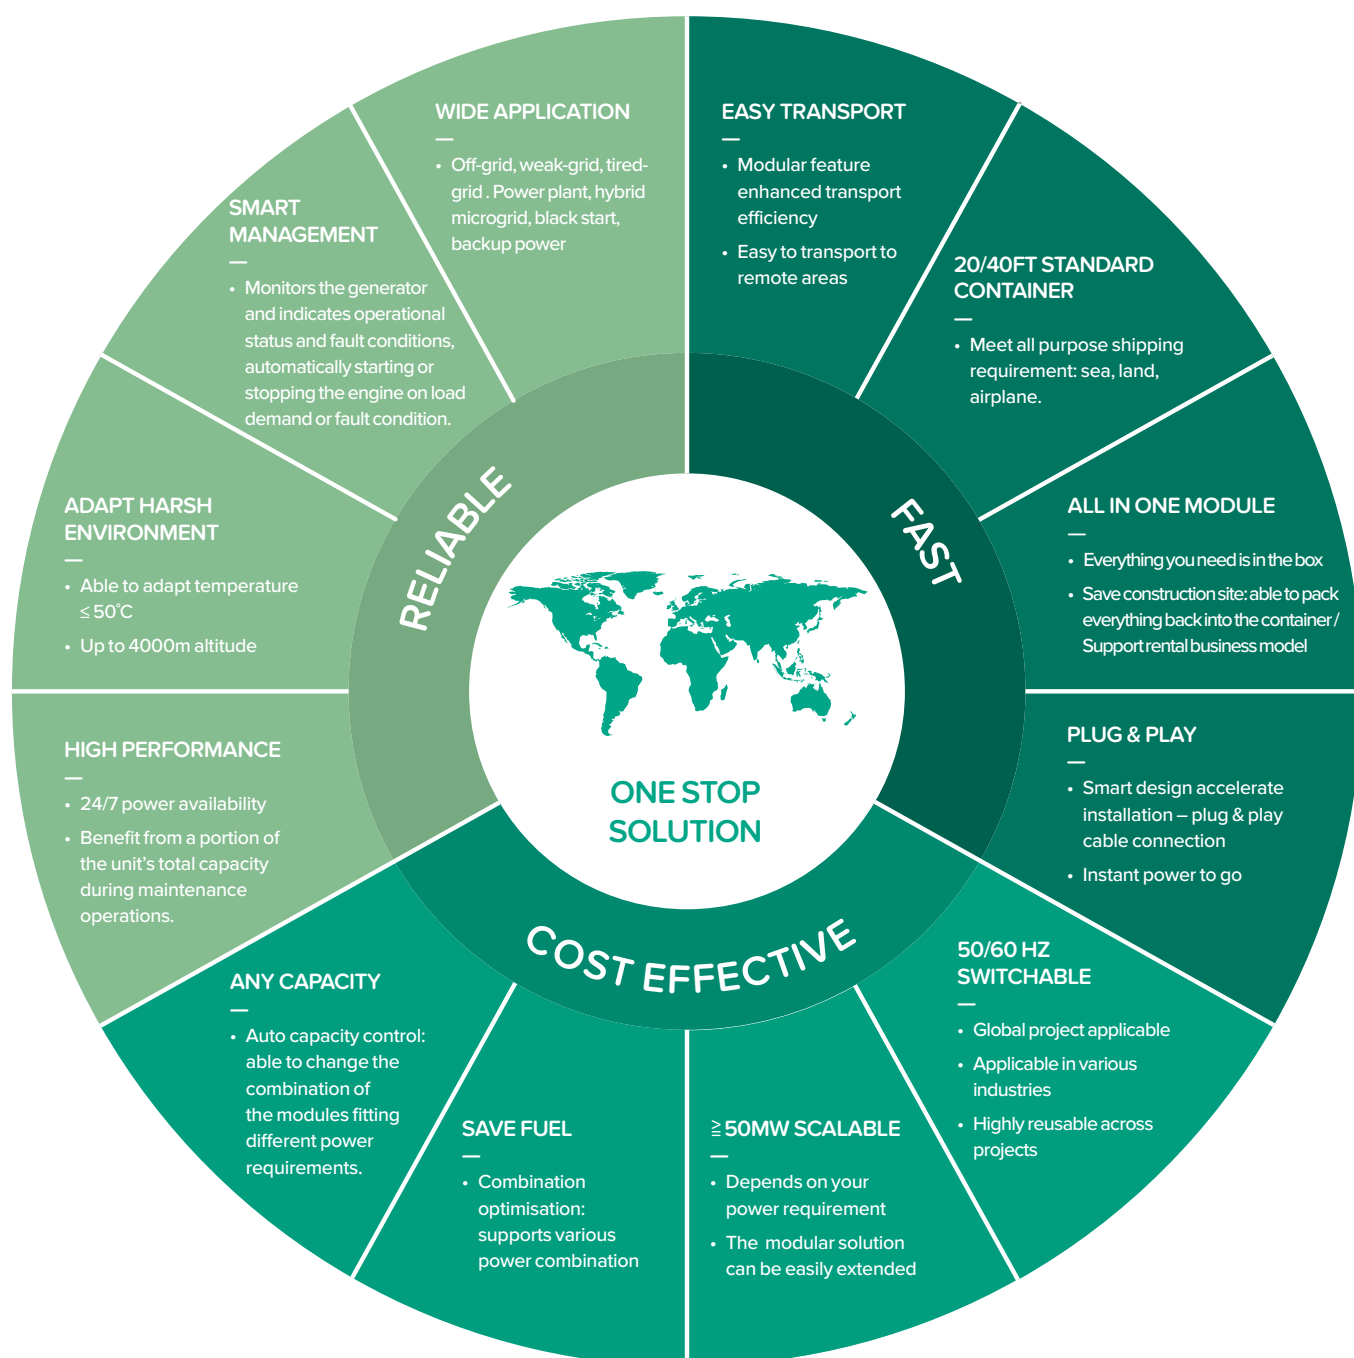 WIDE APPLICATION
• Off-grid, weak-grid, tired-
grid . Power plant, hybrid
microgrid, black start,
backup power
EASY TRANSPORT
• Modular feature
enhanced transport
efficiency
• Easy to transport to
remote areas
SMART
MANAGEMENT
• Monitors the generator
and indicates operational
status and fault conditions,
automatically starting or
stopping the engine on load
demand or fault condition.
20/40FT STANDARD
CONTAINER
• Meet all purpose shipping
requirement: sea, land,
airplane.
ADAPT HARSH
ENVIRONMENT
• Able to adapt temperature
≤ 50°C
• Up to 4000m altitude
RELIABLE
FAST
ALL IN ONE MODULE
• Everything you need is in the box
• Save construction site: able to pack
everything back into the container /
Support rental business model
HIGH PERFORMANCE
• 24/7 power availability
• Benefit from a portion of
the unit's total capacity
during maintenance
operations.
ONE STOP
SOLUTION
PLUG & PLAY
• Smart design accelerate
installation – plug & play
cable connection
• Instant power to go
COST EFFECTIVE
ANY CAPACITY
• Auto capacity control:
able to change the
combination of
the modules fitting
different power
requirements.
SAVE FUEL
• Combination
optimisation:
supports various
power combination
≥ 50MW SCALABLE
• Depends on your
power requirement
• The modular solution
can be easily extended
50/60 HZ
SWITCHABLE
• Global project applicable
• Applicable in various
industries
• Highly reusable across
projects